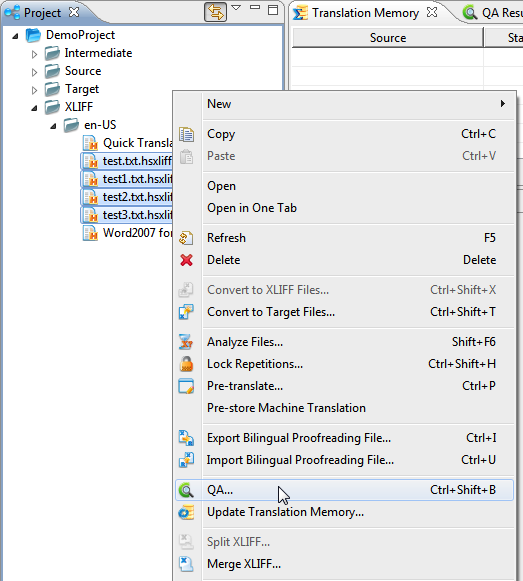 Project
Translation Memory
QA Resu
Source
Sta
DemoProject
Intermediate
Source
Target
XLIFF
en-US
Quick Transla
test.txt.hsxliff
test1.txt.hsxlif
test2.txt.hsxlif
test3.txt.hsxlif
Word2007 for
New
Copy Ctrl+C
Paste Ctrl+V
Open
Open in One Tab
Refresh F5
Delete Delete
Convert to XLIFF Files... Ctrl+Shift+X
Convert to Target Files... Ctrl+Shift+T
Analyze Files... Shift+F6
Lock Repetitions... Ctrl+Shift+H
Pre-translate... Ctrl+P
Pre-store Machine Translation
Export Bilingual Proofreading File... Ctrl+I
Import Bilingual Proofreading File... Ctrl+U
QA... Ctrl+Shift+B
Update Translation Memory...
Split XLIFF...
Merge XLIFF...